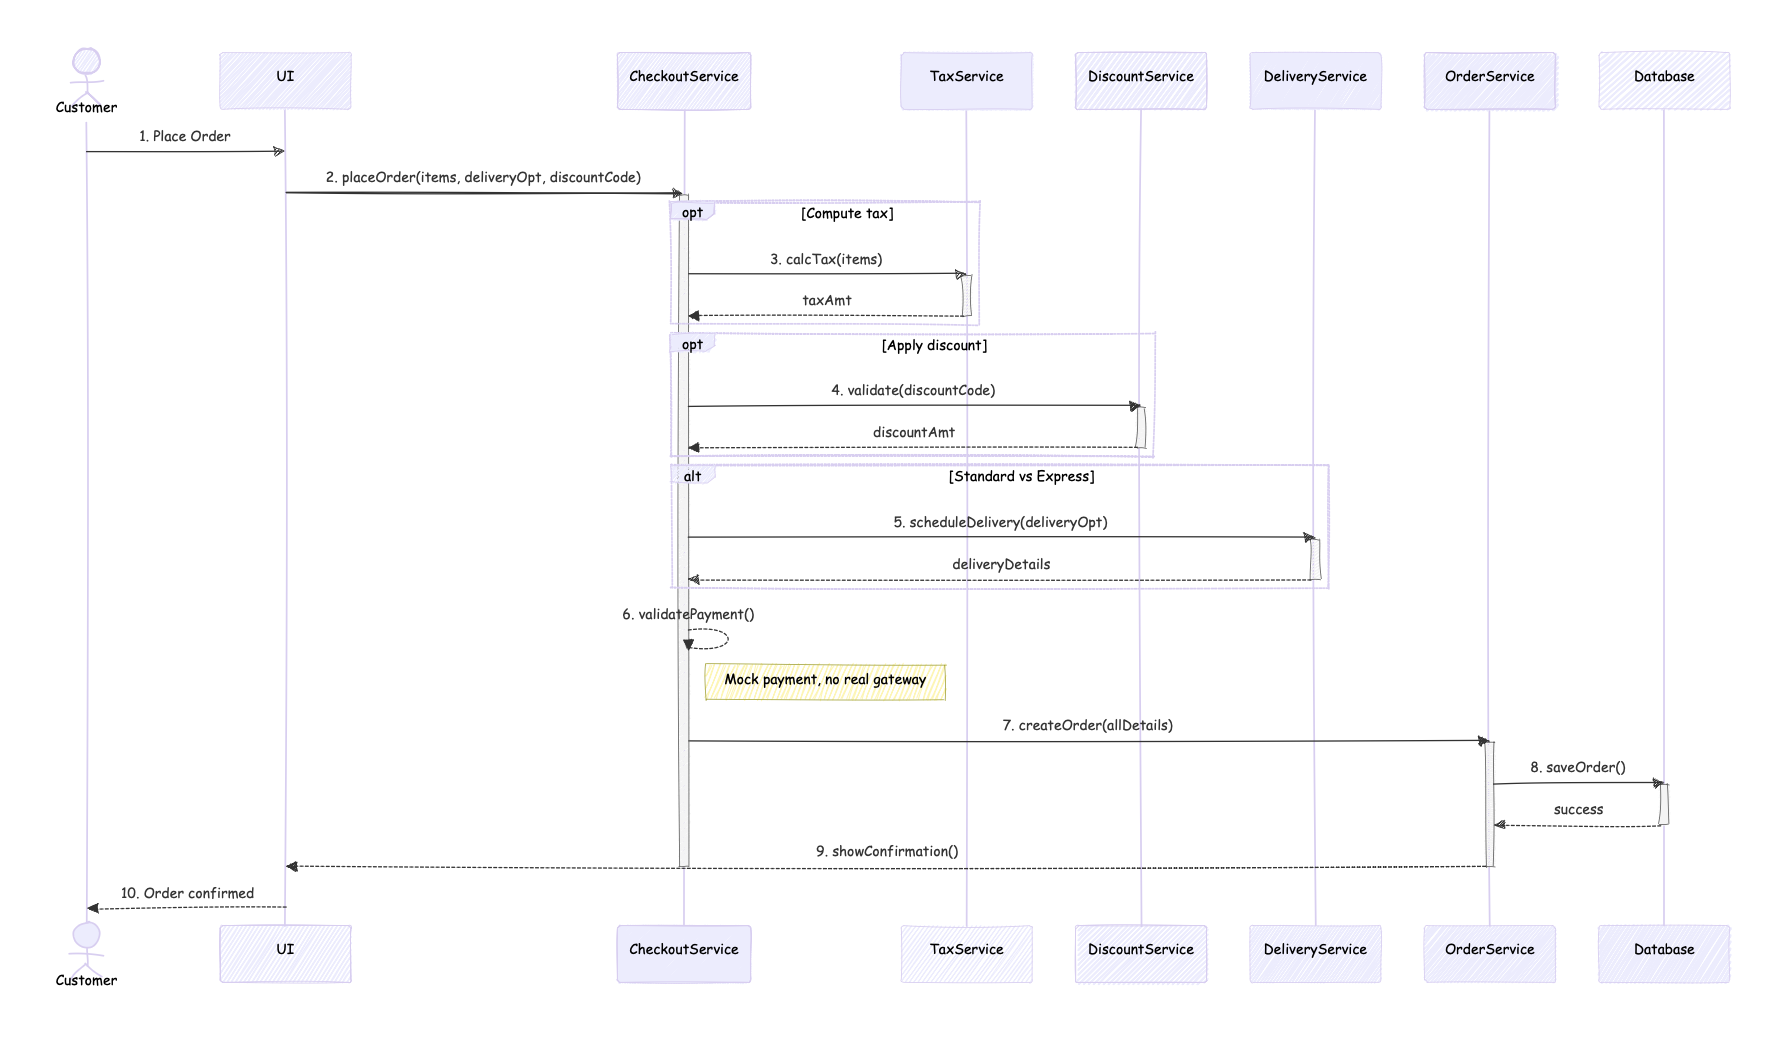 Customer
UI
CheckoutService
TaxService
DiscountService
DeliveryService
OrderService
Database
1. Place Order
2. placeOrder(items, deliveryOpt, discountCode)
opt
[Compute tax]
3. calcTax(items)
taxAmt
opt
[Apply discount]
4. validate(discountCode)
discountAmt
alt
[Standard vs Express]
5. scheduleDelivery(deliveryOpt)
deliveryDetails
6. validatePayment()
Mock payment, no real gateway
7. createOrder(allDetails)
8. saveOrder()
success
9. showConfirmation()
10. Order confirmed
Customer
UI
CheckoutService
TaxService
DiscountService
DeliveryService
OrderService
Database